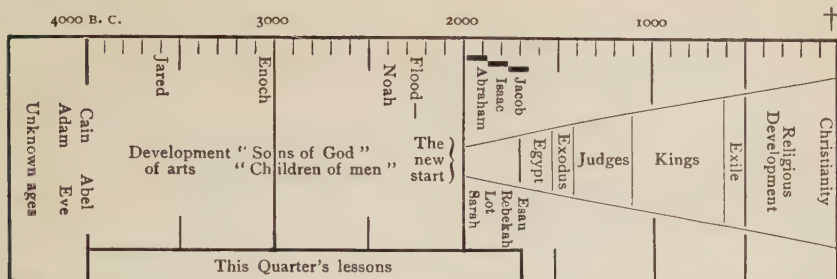 4000 B. C. 3000 2000 1000
Unknown ages
Adam Eve
Cain Abel
Jared
Enoch
Noah
Flood
Development
of arts
" Sons of God "
" Children of men "
The
new
start
Abraham
Isaac
Jacob
Sarah
Lot
Rebekah
Esau
Egypt
Exodus
Judges
Kings
Exile
Religious
Development
Christianity
This Quarter's lessons